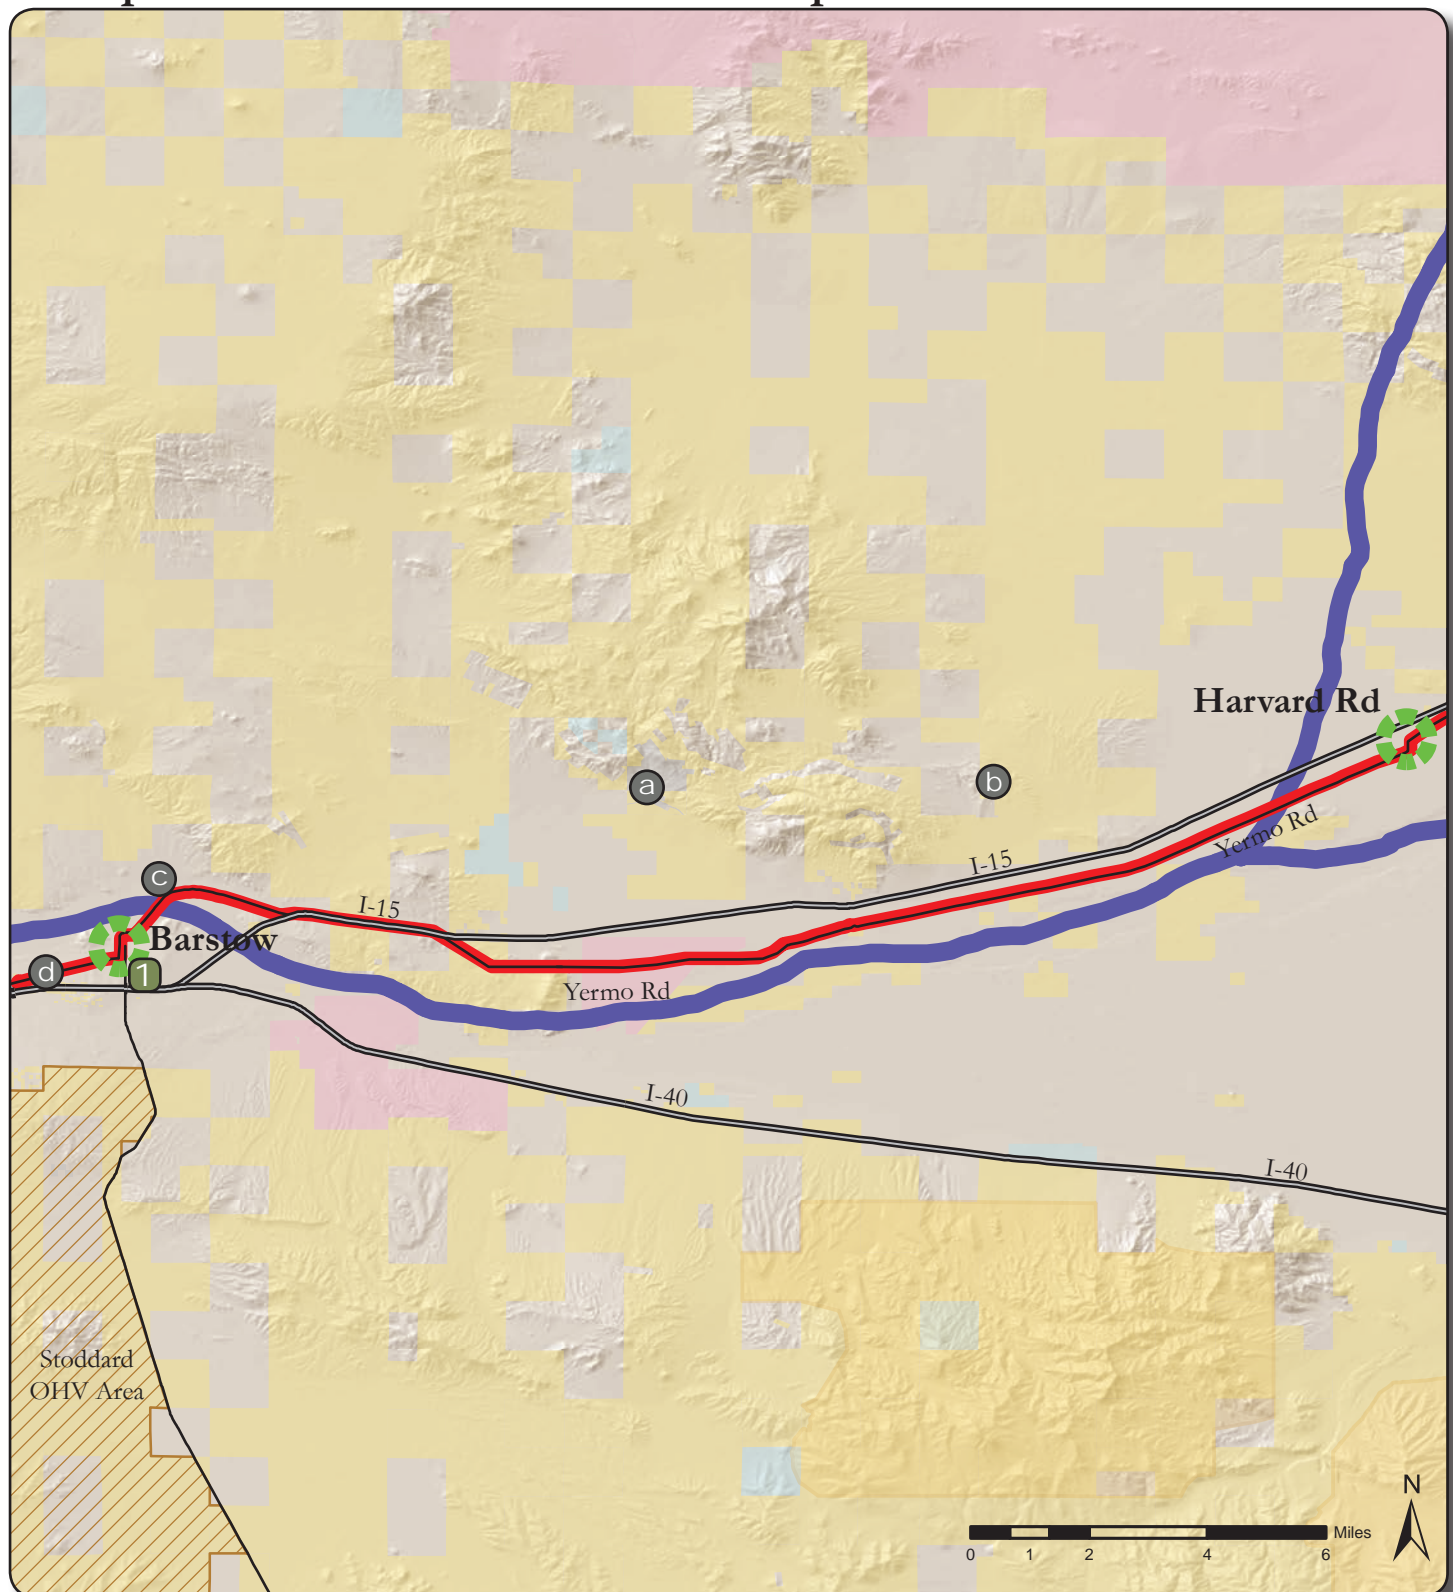 Harvard Rd
a
b
Yermo Rd
I-15
c
I-15
Barstow
d
1
Yermo Rd
I-40
I-40
Stoddard
OHV Area
N
Miles
0 1 2 4 6